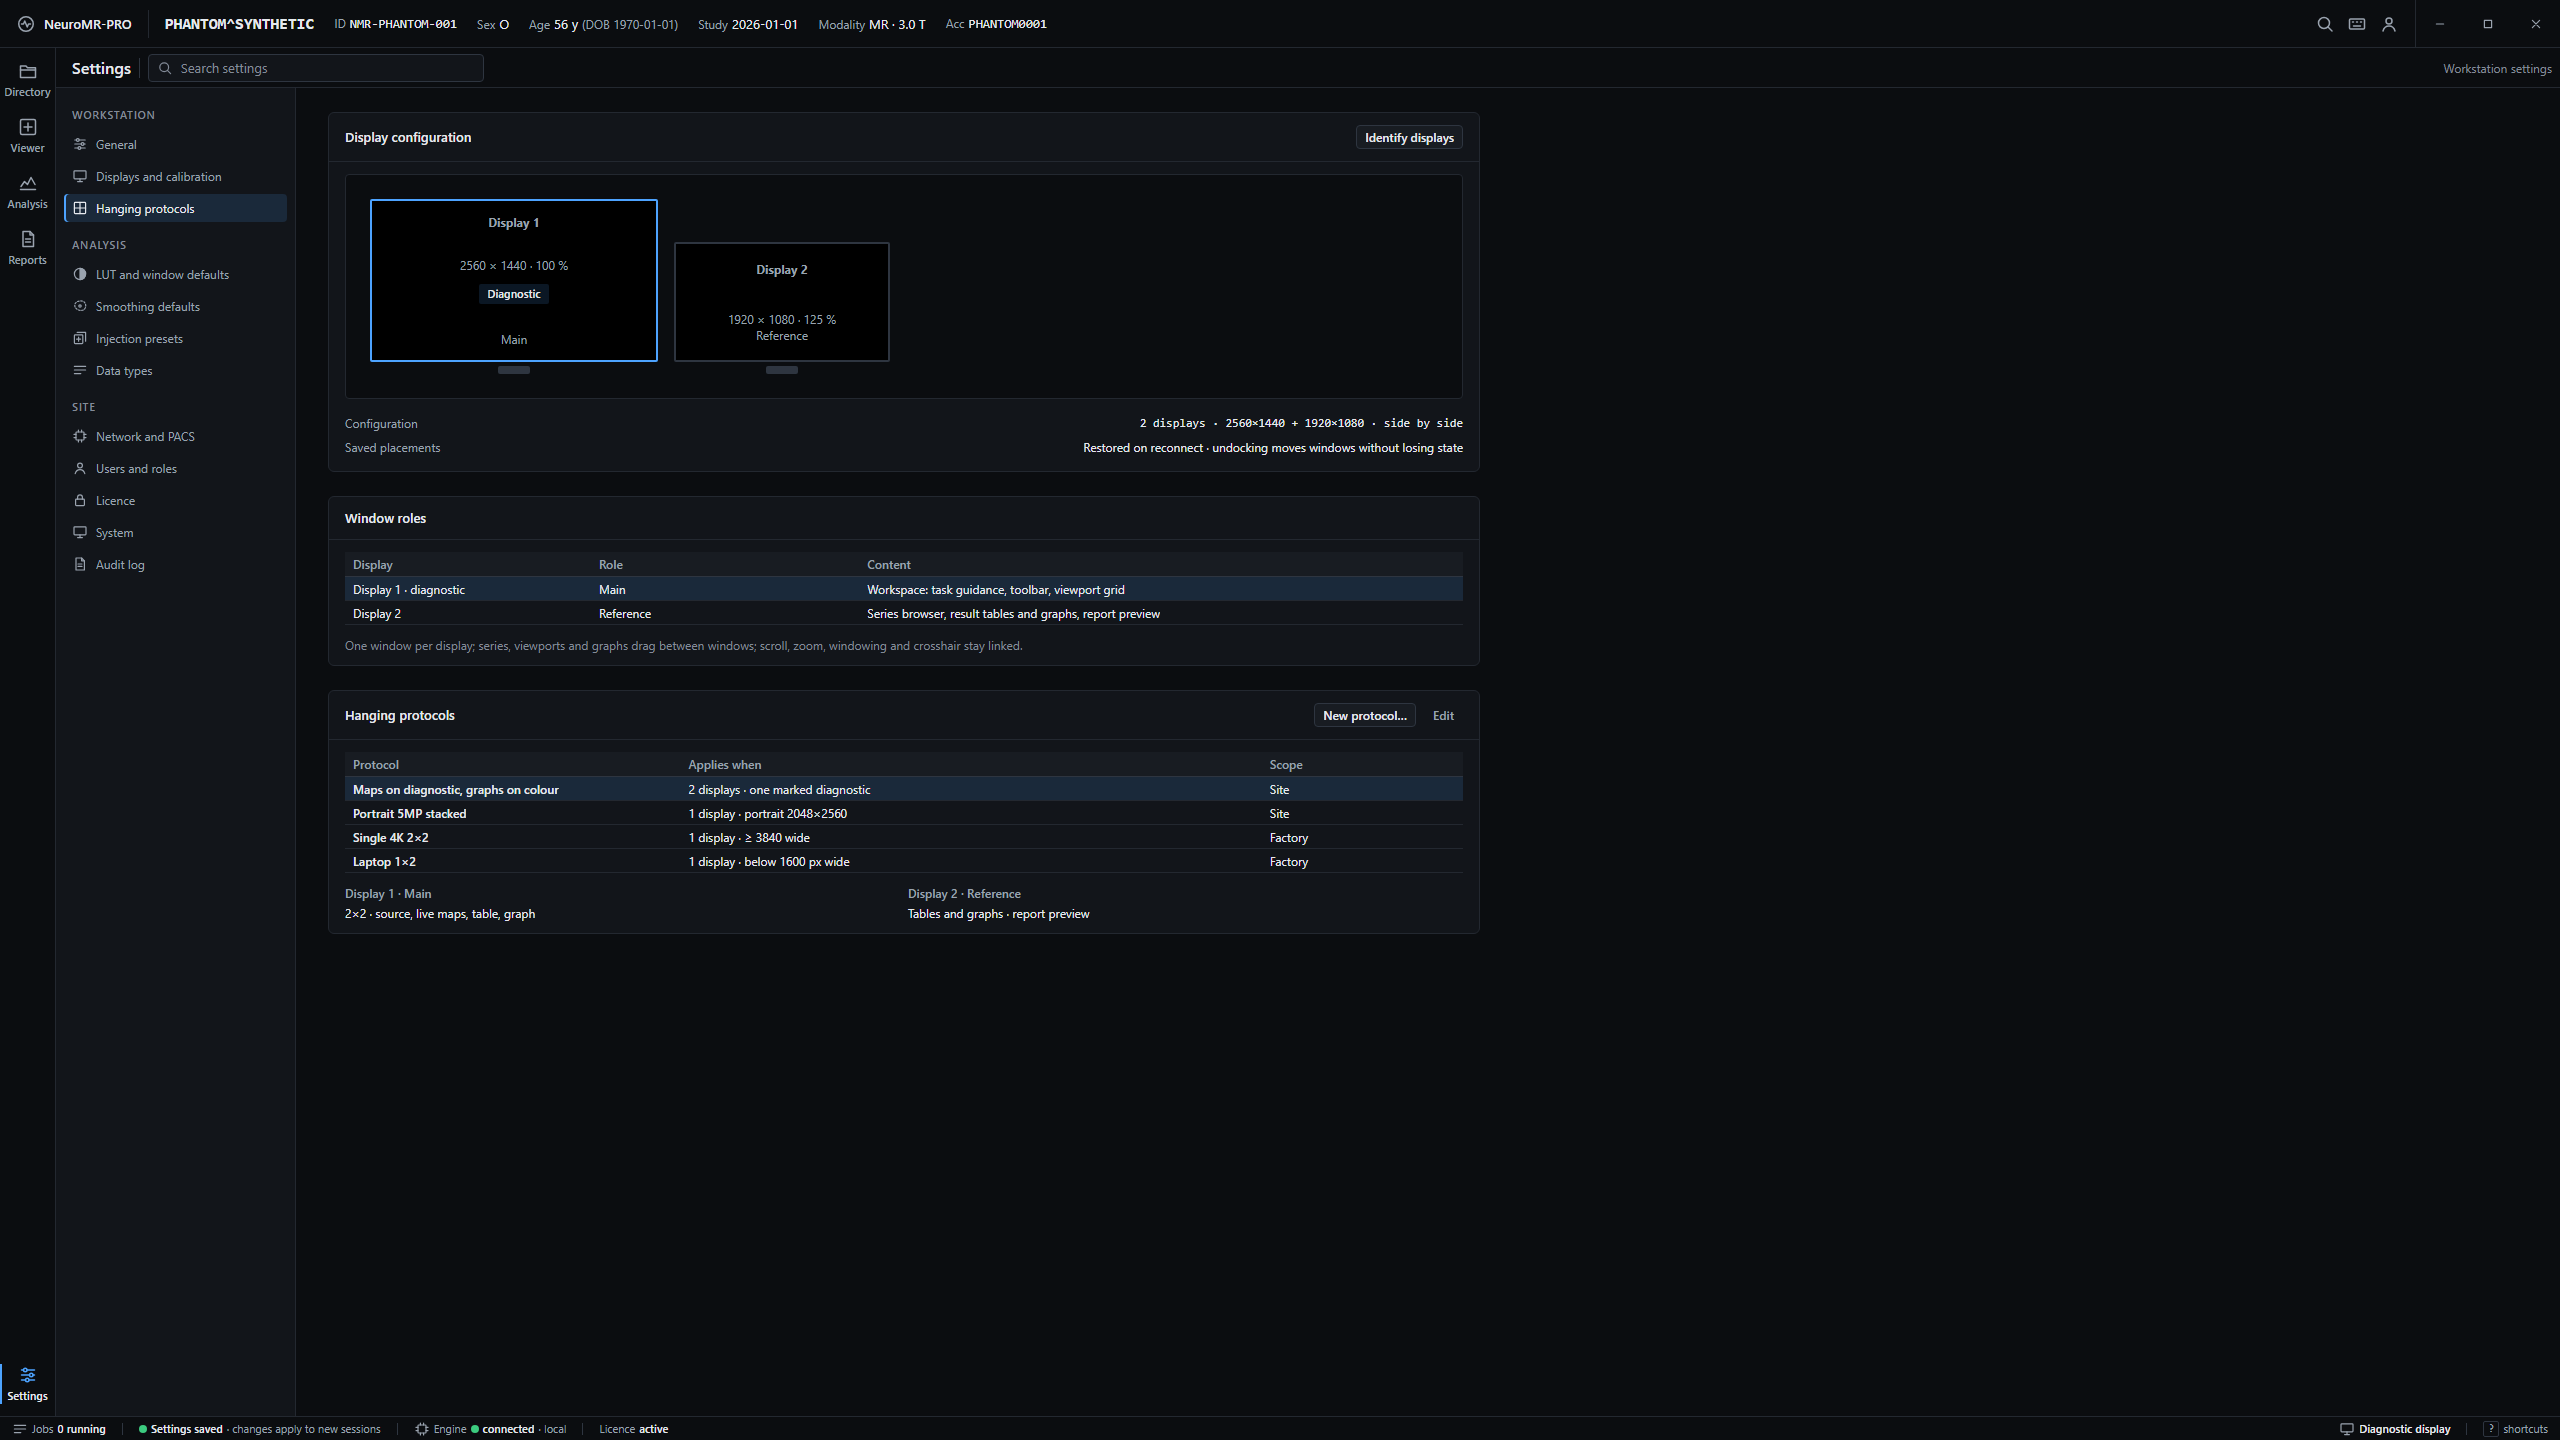 NeuroMR-PRO PHANTOM^SYNTHETIC ID NMR-PHANTOM-001 Sex O Age 56 y (DOB 1970-01-01) Study 2026-01-01 Modality MR · 3.0 T Acc PHANTOM0001
Settings Search settings Workstation settings
Directory
Viewer
Analysis
Reports
Settings
WORKSTATION
General
Displays and calibration
Hanging protocols
ANALYSIS
LUT and window defaults
Smoothing defaults
Injection presets
Data types
SITE
Network and PACS
Users and roles
Licence
System
Audit log
Display configuration Identify displays
Display 1
2560 × 1440 · 100 %
Diagnostic
Main
Display 2
1920 × 1080 · 125 %
Reference
Configuration 2 displays · 2560×1440 + 1920×1080 · side by side
Saved placements Restored on reconnect · undocking moves windows without losing state
Window roles
Display Role Content
Display 1 · diagnostic Main Workspace: task guidance, toolbar, viewport grid
Display 2 Reference Series browser, result tables and graphs, report preview
One window per display; series, viewports and graphs drag between windows; scroll, zoom, windowing and crosshair stay linked.
Hanging protocols New protocol... Edit
Protocol Applies when Scope
Maps on diagnostic, graphs on colour 2 displays · one marked diagnostic Site
Portrait 5MP stacked 1 display · portrait 2048×2560 Site
Single 4K 2×2 1 display · ≥ 3840 wide Factory
Laptop 1×2 1 display · below 1600 px wide Factory
Display 1 · Main Display 2 · Reference
2×2 · source, live maps, table, graph Tables and graphs · report preview
Jobs 0 running Settings saved · changes apply to new sessions Engine connected · local Licence active Diagnostic display ? shortcuts